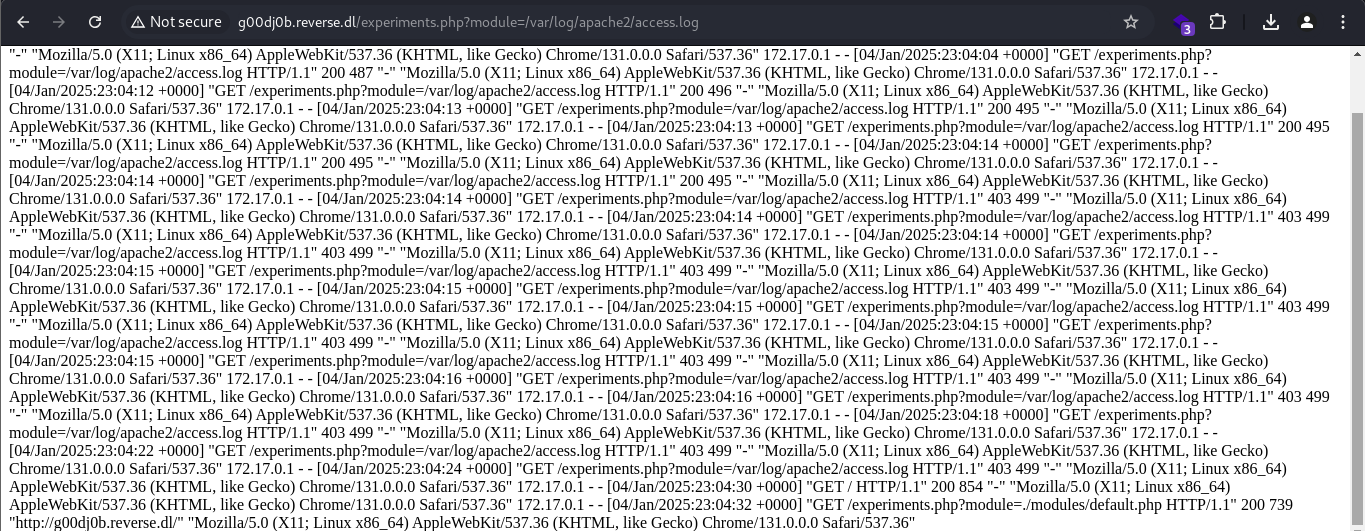 Not secure g00dj0b.reverse.dl/experiments.php?module=/var/log/apache2/access.log
3
"-" "Mozilla/5.0 (X11; Linux x86_64) AppleWebKit/537.36 (KHTML, like Gecko) Chrome/131.0.0.0 Safari/537.36" 172.17.0.1 - - [04/Jan/2025:23:04:04 +0000] "GET /experiments.php?
module=/var/log/apache2/access.log HTTP/1.1" 200 487 "-" "Mozilla/5.0 (X11; Linux x86_64) AppleWebKit/537.36 (KHTML, like Gecko) Chrome/131.0.0.0 Safari/537.36" 172.17.0.1 - -
[04/Jan/2025:23:04:12 +0000] "GET /experiments.php?module=/var/log/apache2/access.log HTTP/1.1" 200 496 "-" "Mozilla/5.0 (X11; Linux x86_64) AppleWebKit/537.36 (KHTML, like Gecko)
Chrome/131.0.0.0 Safari/537.36" 172.17.0.1 - - [04/Jan/2025:23:04:13 +0000] "GET /experiments.php?module=/var/log/apache2/access.log HTTP/1.1" 200 495 "-" "Mozilla/5.0 (X11; Linux x86_64)
AppleWebKit/537.36 (KHTML, like Gecko) Chrome/131.0.0.0 Safari/537.36" 172.17.0.1 - - [04/Jan/2025:23:04:13 +0000] "GET /experiments.php?module=/var/log/apache2/access.log HTTP/1.1" 200 495
"-" "Mozilla/5.0 (X11; Linux x86_64) AppleWebKit/537.36 (KHTML, like Gecko) Chrome/131.0.0.0 Safari/537.36" 172.17.0.1 - - [04/Jan/2025:23:04:14 +0000] "GET /experiments.php?
module=/var/log/apache2/access.log HTTP/1.1" 200 495 "-" "Mozilla/5.0 (X11; Linux x86_64) AppleWebKit/537.36 (KHTML, like Gecko) Chrome/131.0.0.0 Safari/537.36" 172.17.0.1 - -
[04/Jan/2025:23:04:14 +0000] "GET /experiments.php?module=/var/log/apache2/access.log HTTP/1.1" 200 495 "-" "Mozilla/5.0 (X11; Linux x86_64) AppleWebKit/537.36 (KHTML, like Gecko)
Chrome/131.0.0.0 Safari/537.36" 172.17.0.1 - - [04/Jan/2025:23:04:14 +0000] "GET /experiments.php?module=/var/log/apache2/access.log HTTP/1.1" 403 499 "-" "Mozilla/5.0 (X11; Linux x86_64)
AppleWebKit/537.36 (KHTML, like Gecko) Chrome/131.0.0.0 Safari/537.36" 172.17.0.1 - - [04/Jan/2025:23:04:14 +0000] "GET /experiments.php?module=/var/log/apache2/access.log HTTP/1.1" 403 499
"-" "Mozilla/5.0 (X11; Linux x86_64) AppleWebKit/537.36 (KHTML, like Gecko) Chrome/131.0.0.0 Safari/537.36" 172.17.0.1 - - [04/Jan/2025:23:04:14 +0000] "GET /experiments.php?
module=/var/log/apache2/access.log HTTP/1.1" 403 499 "-" "Mozilla/5.0 (X11; Linux x86_64) AppleWebKit/537.36 (KHTML, like Gecko) Chrome/131.0.0.0 Safari/537.36" 172.17.0.1 - -
[04/Jan/2025:23:04:15 +0000] "GET /experiments.php?module=/var/log/apache2/access.log HTTP/1.1" 403 499 "-" "Mozilla/5.0 (X11; Linux x86_64) AppleWebKit/537.36 (KHTML, like Gecko)
Chrome/131.0.0.0 Safari/537.36" 172.17.0.1 - - [04/Jan/2025:23:04:15 +0000] "GET /experiments.php?module=/var/log/apache2/access.log HTTP/1.1" 403 499 "-" "Mozilla/5.0 (X11; Linux x86_64)
AppleWebKit/537.36 (KHTML, like Gecko) Chrome/131.0.0.0 Safari/537.36" 172.17.0.1 - - [04/Jan/2025:23:04:15 +0000] "GET /experiments.php?module=/var/log/apache2/access.log HTTP/1.1" 403 499
"-" "Mozilla/5.0 (X11; Linux x86_64) AppleWebKit/537.36 (KHTML, like Gecko) Chrome/131.0.0.0 Safari/537.36" 172.17.0.1 - - [04/Jan/2025:23:04:15 +0000] "GET /experiments.php?
module=/var/log/apache2/access.log HTTP/1.1" 403 499 "-" "Mozilla/5.0 (X11; Linux x86_64) AppleWebKit/537.36 (KHTML, like Gecko) Chrome/131.0.0.0 Safari/537.36" 172.17.0.1 - -
[04/Jan/2025:23:04:15 +0000] "GET /experiments.php?module=/var/log/apache2/access.log HTTP/1.1" 403 499 "-" "Mozilla/5.0 (X11; Linux x86_64) AppleWebKit/537.36 (KHTML, like Gecko)
Chrome/131.0.0.0 Safari/537.36" 172.17.0.1 - - [04/Jan/2025:23:04:16 +0000] "GET /experiments.php?module=/var/log/apache2/access.log HTTP/1.1" 403 499 "-" "Mozilla/5.0 (X11; Linux x86_64)
AppleWebKit/537.36 (KHTML, like Gecko) Chrome/131.0.0.0 Safari/537.36" 172.17.0.1 - - [04/Jan/2025:23:04:16 +0000] "GET /experiments.php?module=/var/log/apache2/access.log HTTP/1.1" 403 499
"-" "Mozilla/5.0 (X11; Linux x86_64) AppleWebKit/537.36 (KHTML, like Gecko) Chrome/131.0.0.0 Safari/537.36" 172.17.0.1 - - [04/Jan/2025:23:04:18 +0000] "GET /experiments.php?
module=/var/log/apache2/access.log HTTP/1.1" 403 499 "-" "Mozilla/5.0 (X11; Linux x86_64) AppleWebKit/537.36 (KHTML, like Gecko) Chrome/131.0.0.0 Safari/537.36" 172.17.0.1 - -
[04/Jan/2025:23:04:22 +0000] "GET /experiments.php?module=/var/log/apache2/access.log HTTP/1.1" 403 499 "-" "Mozilla/5.0 (X11; Linux x86_64) AppleWebKit/537.36 (KHTML, like Gecko)
Chrome/131.0.0.0 Safari/537.36" 172.17.0.1 - - [04/Jan/2025:23:04:24 +0000] "GET /experiments.php?module=/var/log/apache2/access.log HTTP/1.1" 403 499 "-" "Mozilla/5.0 (X11; Linux x86_64)
AppleWebKit/537.36 (KHTML, like Gecko) Chrome/131.0.0.0 Safari/537.36" 172.17.0.1 - - [04/Jan/2025:23:04:30 +0000] "GET / HTTP/1.1" 200 854 "-" "Mozilla/5.0 (X11; Linux x86_64)
AppleWebKit/537.36 (KHTML, like Gecko) Chrome/131.0.0.0 Safari/537.36" 172.17.0.1 - - [04/Jan/2025:23:04:32 +0000] "GET /experiments.php?module=./modules/default.php HTTP/1.1" 200 739
"http://g00dj0b.reverse.dl/" "Mozilla/5.0 (X11; Linux x86_64) AppleWebKit/537.36 (KHTML, like Gecko) Chrome/131.0.0.0 Safari/537.36"